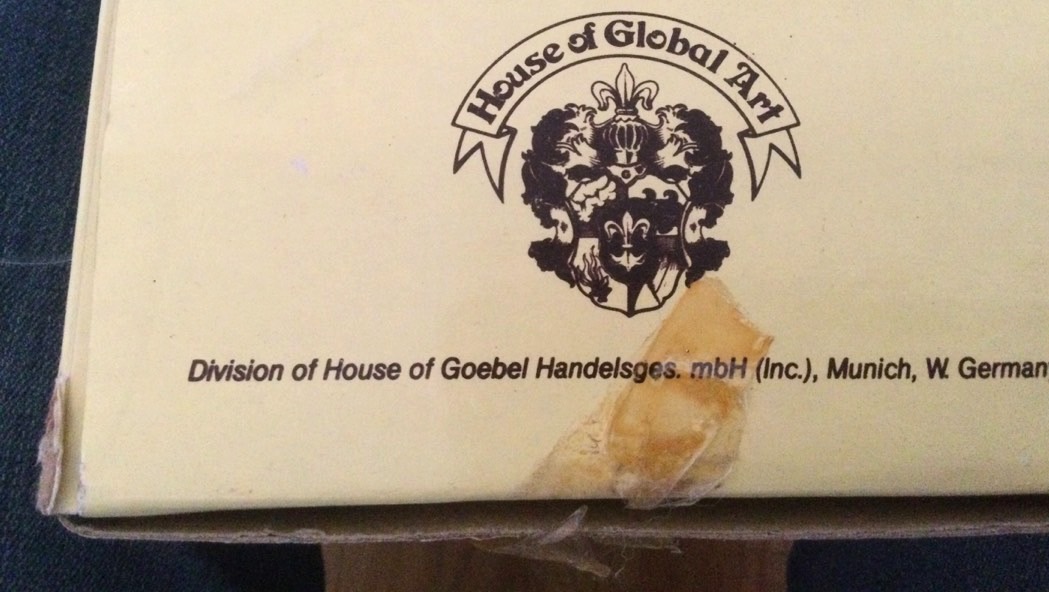 House of Global Art
Division of House of Goebel Handelsges. mbH (Inc.), Munich, W. German